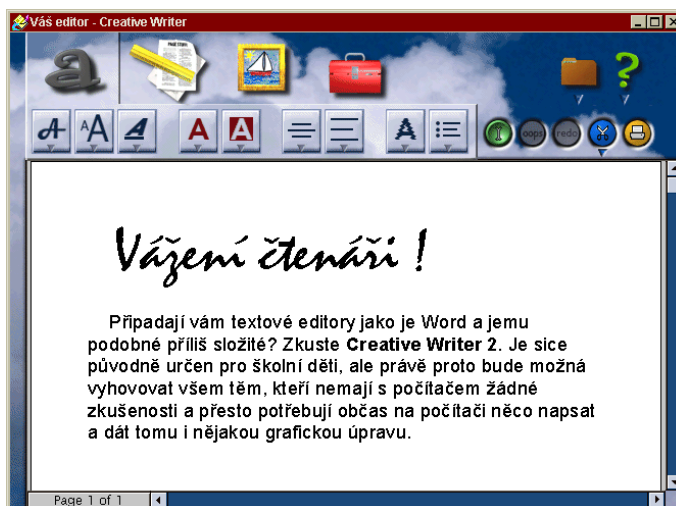 Váš editor - Creative Writer
oops
redo
Vážení čtenáři !
Připadají vám textové editory jako je Word a jemu
podobné příliš složité? Zkuste Creative Writer 2. Je sice
původně určen pro školní děti, ale právě proto bude možná
vyhovovat všem těm, kteří nemají s počítačem žádné
zkušenosti a přesto potřebují občas na počítači něco napsat
a dát tomu i nějakou grafickou úpravu.
Page 1 of 1